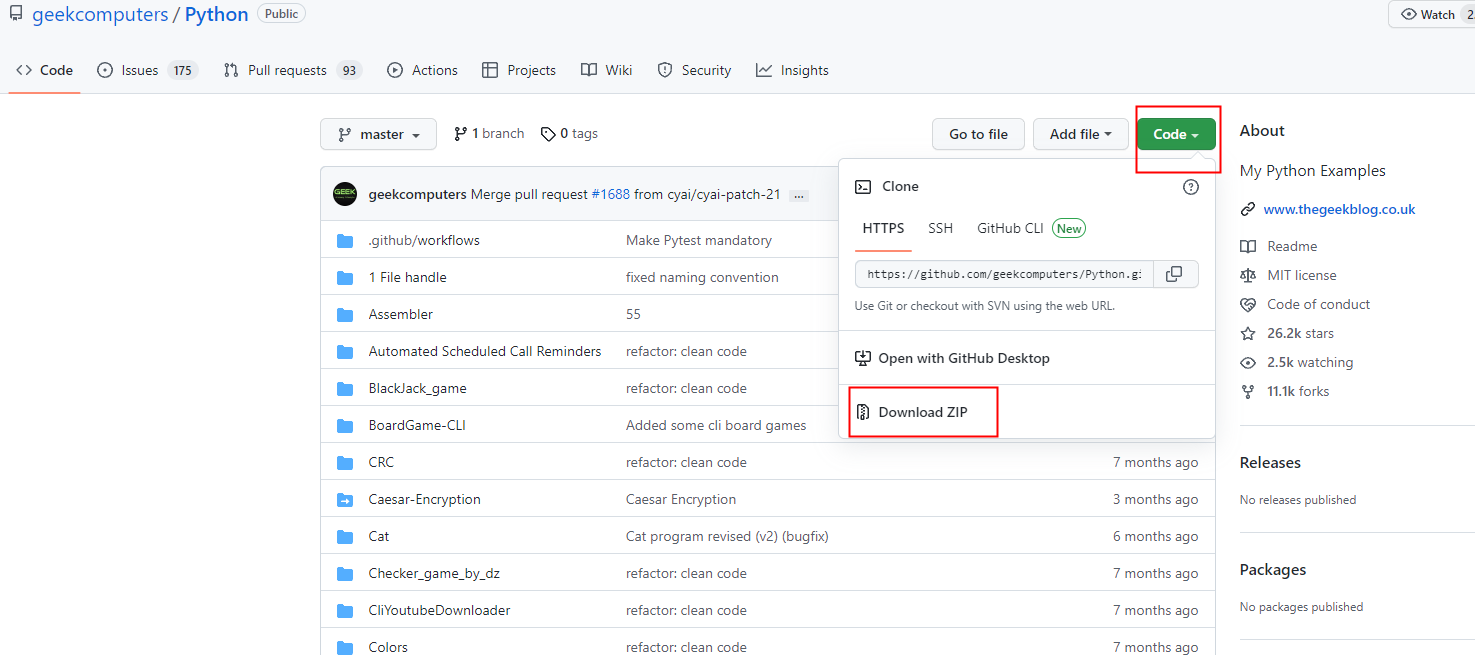 geekcomputers / Python Public
Watch 2
Code Issues 175 Pull requests 93 Actions Projects Wiki Security Insights
master 1 branch 0 tags Go to file Add file Code
geekcomputers Merge pull request #1688 from cyai/cyai-patch-21 ...
.github/workflows Make Pytest mandatory
1 File handle fixed naming convention
Assembler 55
Automated Scheduled Call Reminders refactor: clean code
BlackJack_game refactor: clean code
BoardGame-CLI Added some cli board games
CRC refactor: clean code 7 months ago
Caesar-Encryption Caesar Encryption 3 months ago
Cat Cat program revised (v2) (bugfix) 6 months ago
Checker_game_by_dz refactor: clean code 7 months ago
CliYoutubeDownloader refactor: clean code 7 months ago
Colors refactor: clean code 7 months ago
Clone
HTTPS SSH GitHub CLI New
https://github.com/geekcomputers/Python.gi
Use Git or checkout with SVN using the web URL.
Open with GitHub Desktop
Download ZIP
About
My Python Examples
www.thegeekblog.co.uk
Readme
MIT license
Code of conduct
26.2k stars
2.5k watching
11.1k forks
Releases
No releases published
Packages
No packages published